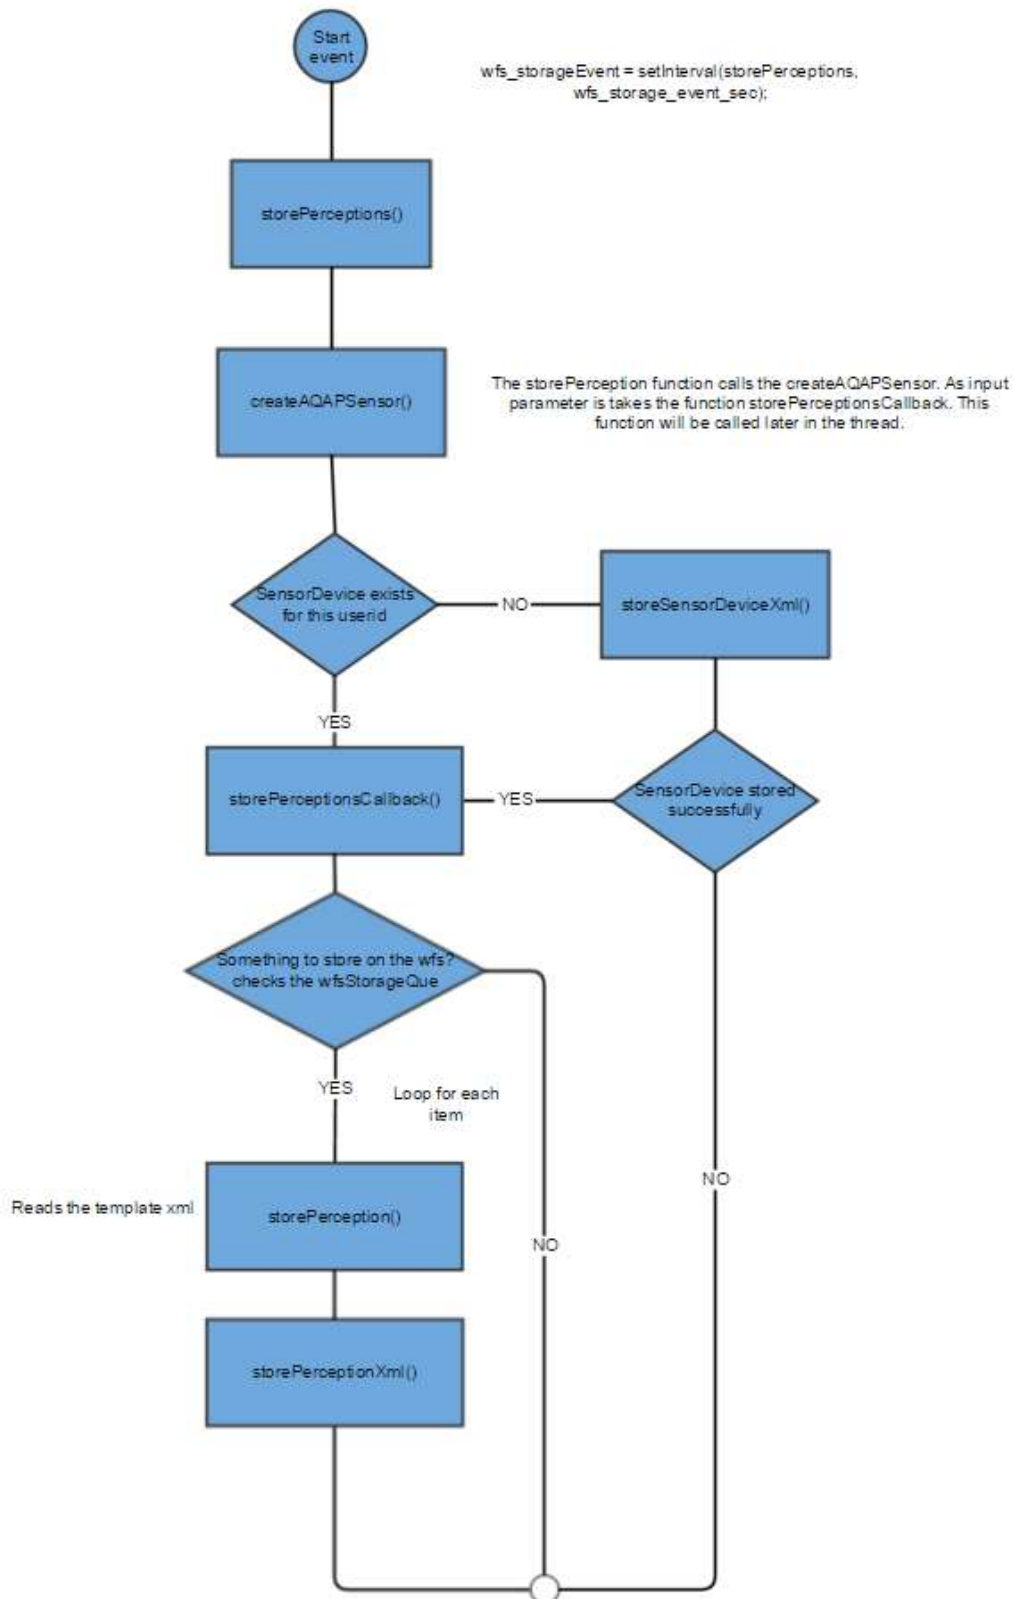 Start
event
wfs_storageEvent = setInterval(storePerceptions,
wfs_storage_event_sec);
storePerceptions()
createAQAPSensor()
The storePerception function calls the createAQAPSensor. As input
parameter is takes the function storePerceptionsCallback. This
function will be called later in the thread.
SensorDevice exists
for this userid
NO
storeSensorDeviceXml()
YES
storePerceptionsCallback()
YES
SensorDevice stored
successfully
Something to store on the wfs?
checks the wfsStorageQue
YES
Loop for each
item
NO
Reads the template xml
storePerception()
NO
storePerceptionXml()